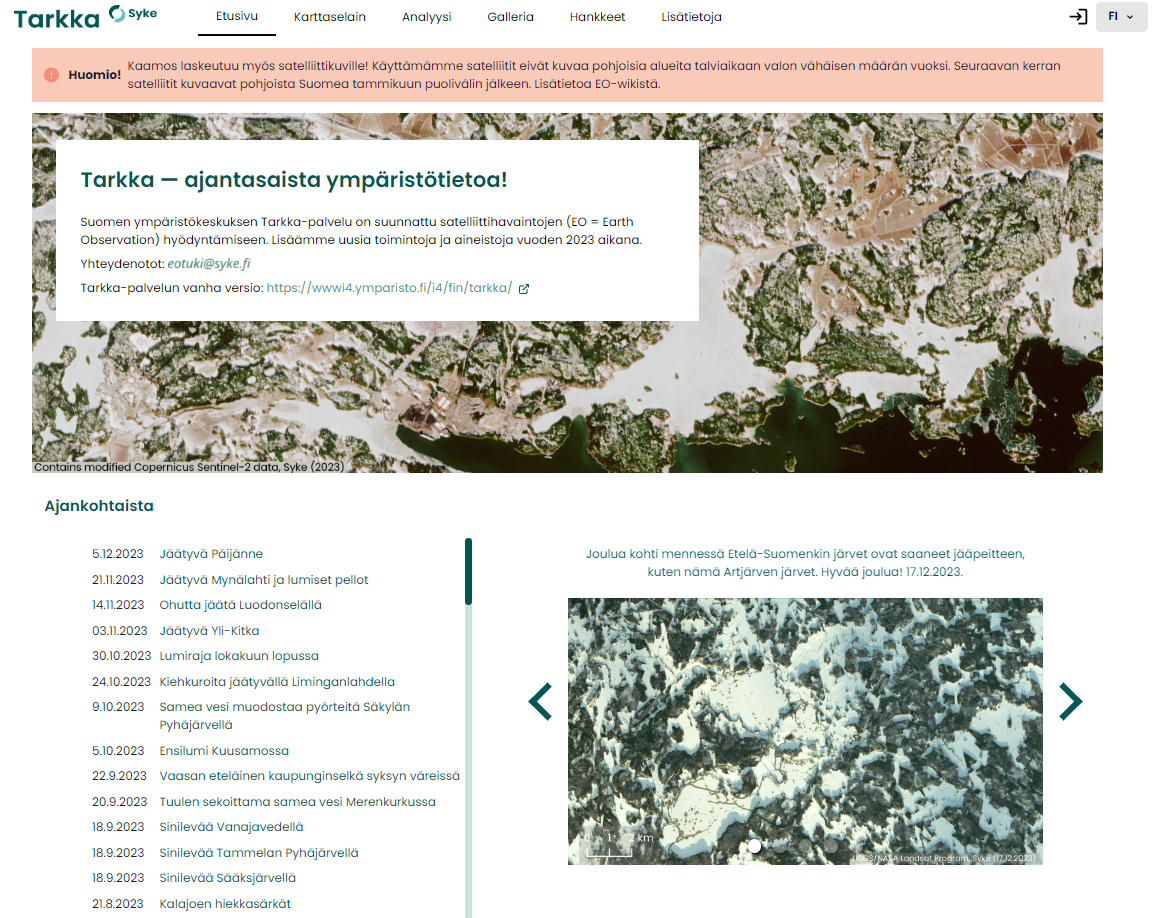 Tarkka Syke Etusivu Karttaselain Analyysi Galleria Hankkeet Lisätietoja FI
Huomio! Kaamos laskeutuu myös satelliittikuville! Käyttämämme satelliitit eivät kuvaa pohjoisia alueita talviaikaan valon vähäisen määrän vuoksi. Seuraavan kerran
satelliitit kuvaavat pohjoista Suomea tammikuun puolivälin jälkeen. Lisätietoa EO-wikistä.
Tarkka — ajantasaista ympäristötietoa!
Suomen ympäristökeskuksen Tarkka-palvelu on suunnattu satelliittihavaintojen (EO = Earth
Observation) hyödyntämiseen. Lisäämme uusia toimintoja ja aineistoja vuoden 2023 aikana.
Yhteydenotot: eotuki@syke.fi
Tarkka-palvelun vanha versio: https://wwwi4.ymparisto.fi/i4/fin/tarkka/
Contains modified Copernicus Sentinel-2 data, Syke (2023)
Ajankohtaista
5.12.2023 Jäätyvä Päijänne
21.11.2023 Jäätyvä Mynälahti ja lumiset pellot
14.11.2023 Ohutta jäätä Luodonselällä
03.11.2023 Jäätyvä Yli-Kitka
30.10.2023 Lumiraja lokakuun lopussa
24.10.2023 Kiehkuroita jäätyvällä Liminganlahdella
9.10.2023 Samea vesi muodostaa pyörteitä Säkylän
Pyhäjärvellä
5.10.2023 Ensilumi Kuusamossa
22.9.2023 Vaasan eteläinen kaupunginselkä syksyn väreissä
20.9.2023 Tuulen sekoittama samea vesi Merenkurkussa
18.9.2023 Sinilevää Vanajavedellä
18.9.2023 Sinilevää Tammelan Pyhäjärvellä
18.9.2023 Sinilevää Sääksjärvellä
21.8.2023 Kalajoen hiekkasärkät
Joulua kohti mennessä Etelä-Suomenkin järvet ovat saaneet jääpeitteen,
kuten nämä Artjärven järvet. Hyvää joulua! 17.12.2023.
1 2 km
USGS/NASA Landsat Program, Syke (17.12.2023)